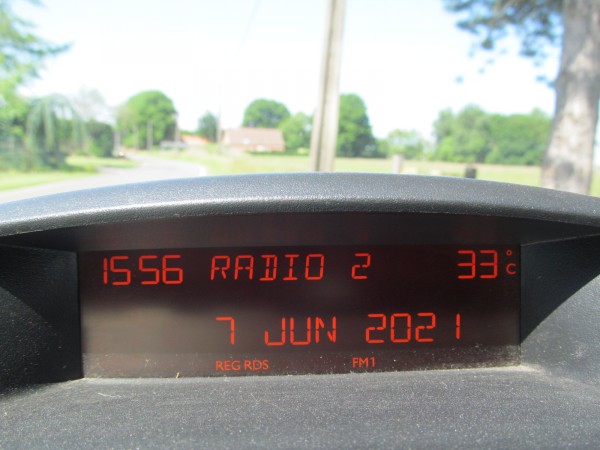 1556 RADIO 2 33°C
7 JUN 2021
REG RDS FM1